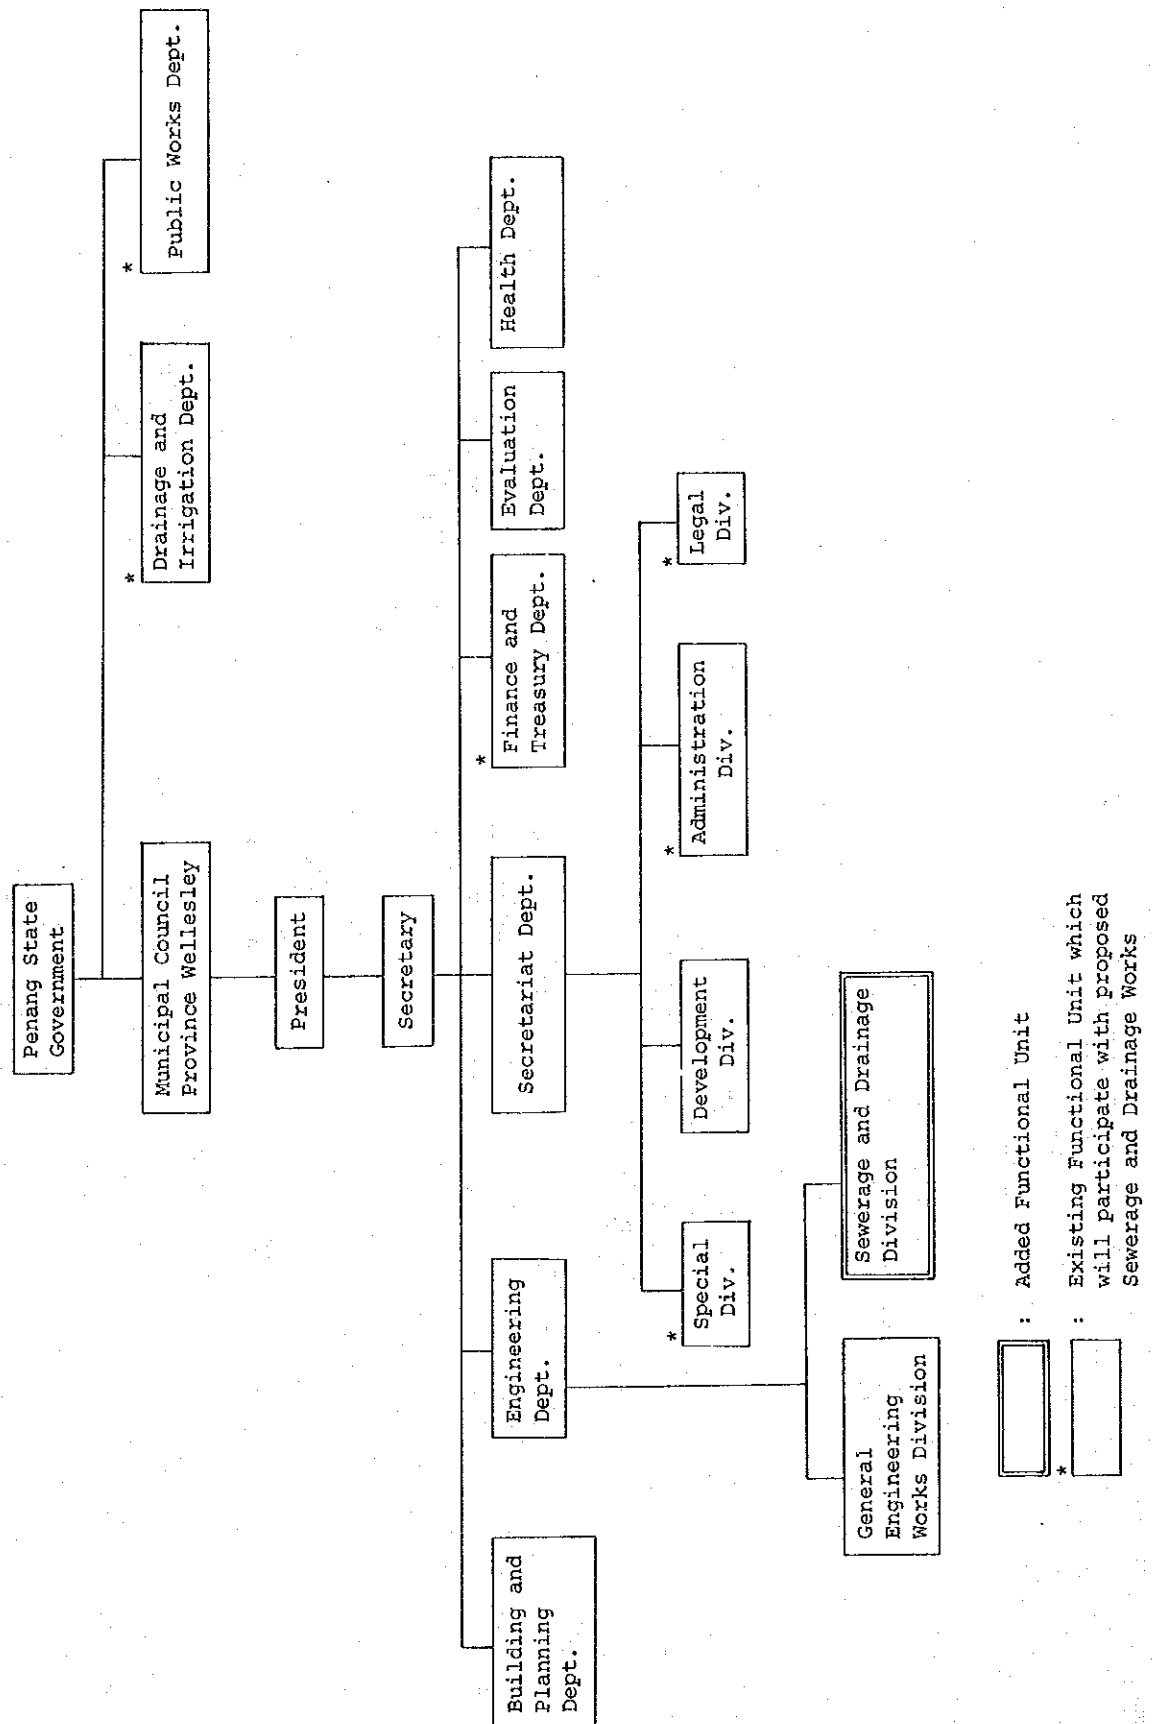 Penang State
Government
Municipal Council
Province Wellesley
*
Drainage and
Irrigation Dept.
*
Public Works Dept.
President
Secretary
Building and
Planning
Dept.
Engineering
Dept.
Secretariat Dept.
*
Finance and
Treasury Dept.
Evaluation
Dept.
Health Dept.
*
Special
Div.
Development
Div.
*
Administration
Div.
*
Legal
Div.
General
Engineering
Works Division
Sewerage and Drainage
Division
: Added Functional Unit
*
: Existing Functional Unit which
will participate with proposed
Sewerage and Drainage Works